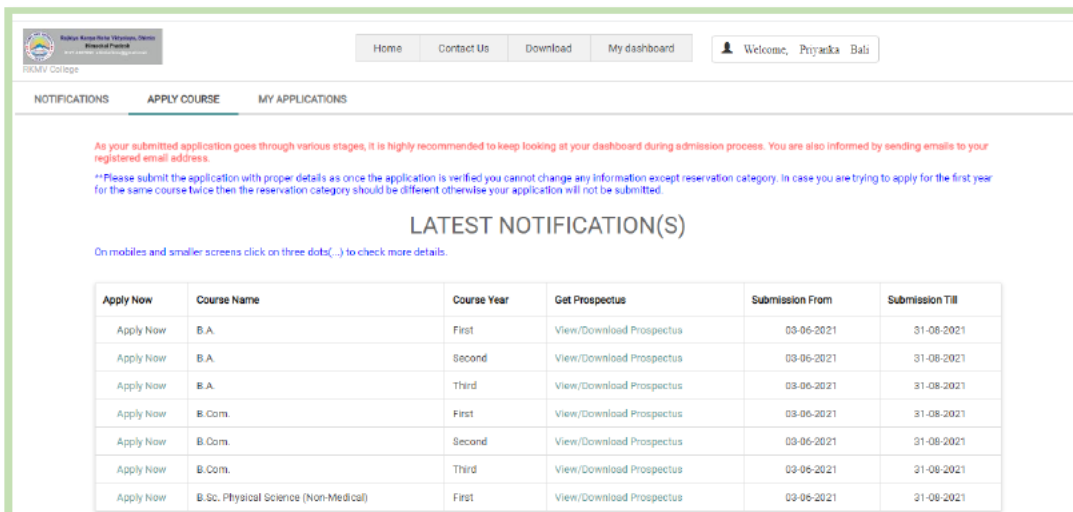 Rajkiya Kanya Maha Vidyalaya, Shimla
Himachal Pradesh
RKMV College
Home Contact Us Download My dashboard Welcome, Priyanka Bali
NOTIFICATIONS APPLY COURSE MY APPLICATIONS
As your submitted application goes through various stages, it is highly recommended to keep looking at your dashboard during admission process. You are also informed by sending emails to your
registered email address.
**Please submit the application with proper details as once the application is verified you cannot change any information except reservation category. In case you are trying to apply for the first year
for the same course twice then the reservation category should be different otherwise your application will not be submitted.
LATEST NOTIFICATION(S)
On mobiles and smaller screens click on three dots(...) to check more details.
Apply Now Course Name Course Year Get Prospectus Submission From Submission Till
Apply Now B.A. First View/Download Prospectus 03-06-2021 31-08-2021
Apply Now B.A. Second View/Download Prospectus 03-06-2021 31-08-2021
Apply Now B.A. Third View/Download Prospectus 03-06-2021 31-08-2021
Apply Now B.Com. First View/Download Prospectus 03-06-2021 31-08-2021
Apply Now B.Com. Second View/Download Prospectus 03-06-2021 31-08-2021
Apply Now B.Com. Third View/Download Prospectus 03-06-2021 31-08-2021
Apply Now B.Sc. Physical Science (Non-Medical) First View/Download Prospectus 03-06-2021 31-08-2021